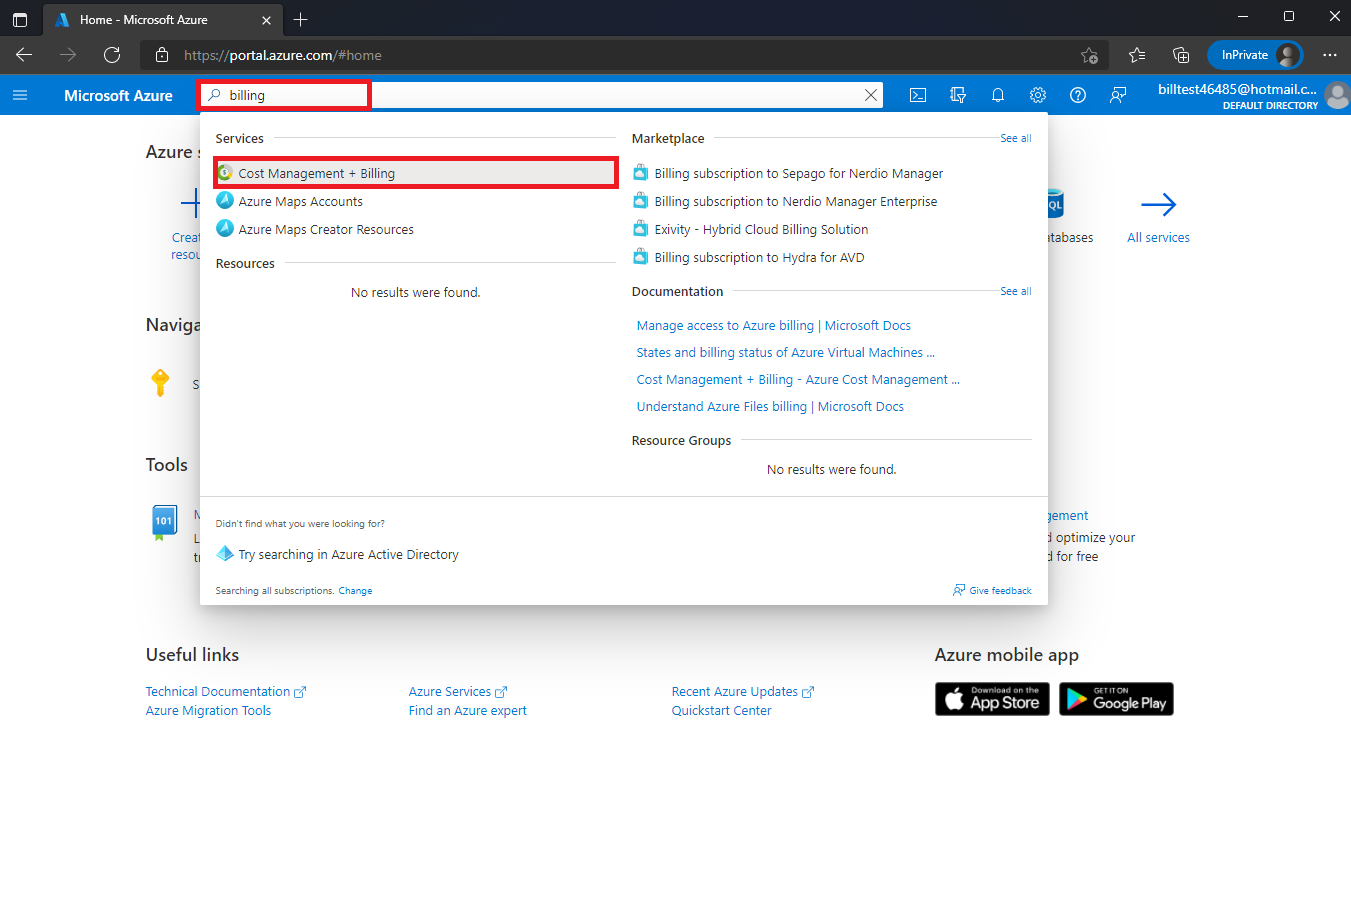 Home - Microsoft Azure
https://portal.azure.com/#home
InPrivate
Microsoft Azure
billing
billtest46485@hotmail.c...
DEFAULT DIRECTORY
Azure s
Creat
resou
Services
Cost Management + Billing
Azure Maps Accounts
Azure Maps Creator Resources
Resources
No results were found.
Marketplace
See all
Billing subscription to Sepago for Nerdio Manager
Billing subscription to Nerdio Manager Enterprise
Exivity - Hybrid Cloud Billing Solution
Billing subscription to Hydra for AVD
Documentation
See all
Manage access to Azure billing | Microsoft Docs
States and billing status of Azure Virtual Machines ...
Cost Management + Billing - Azure Cost Management ...
Understand Azure Files billing | Microsoft Docs
Resource Groups
No results were found.
Didn't find what you were looking for?
Try searching in Azure Active Directory
Searching all subscriptions. Change
Give feedback
QL
atabases
All services
Naviga
S
Tools
101
M
L
tr
gement
d optimize your
d for free
Useful links
Technical Documentation
Azure Services
Recent Azure Updates
Azure Migration Tools
Find an Azure expert
Quickstart Center
Azure mobile app
Download on the
App Store
GET IT ON
Google Play